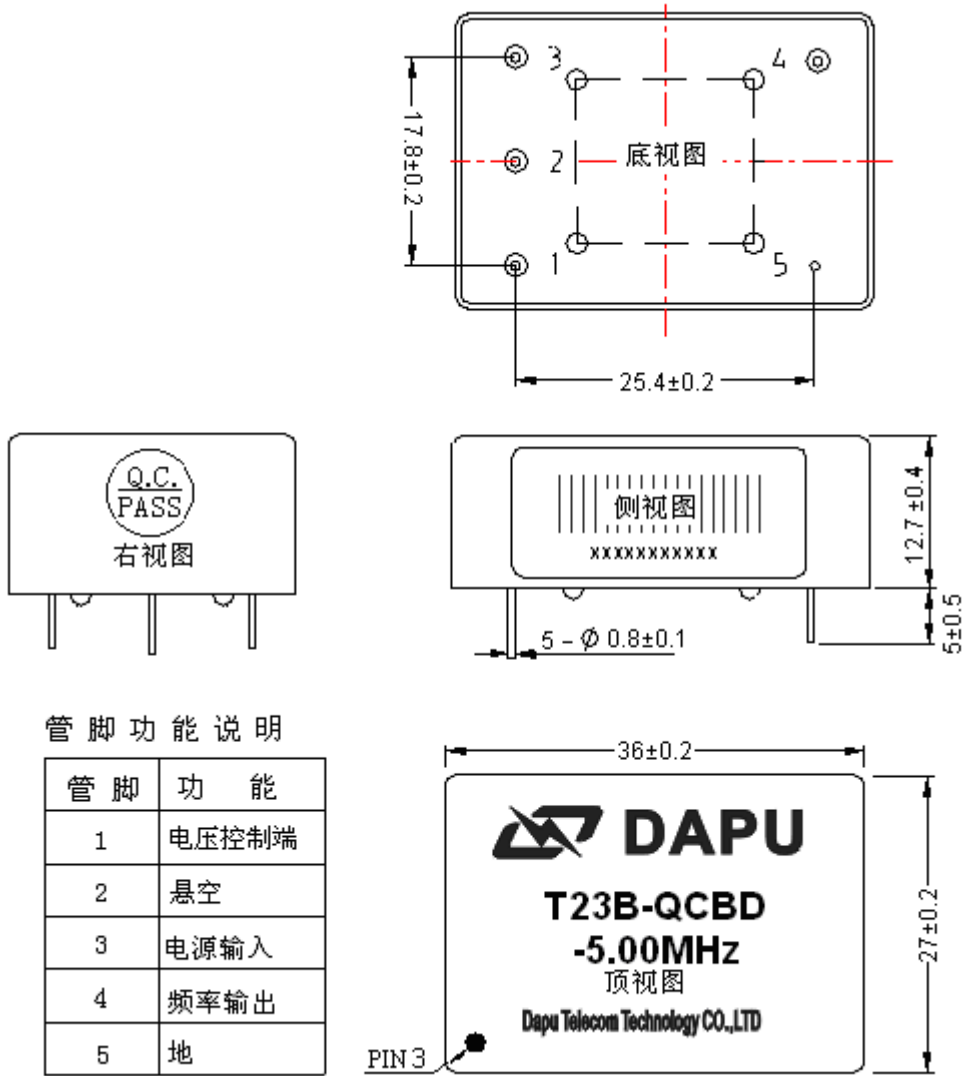 3
4
17.8±0.2
2
底视图
1
5
25.4±0.2
Q.C.
PASS
右视图
侧视图
xxxxxxxxxxx
12.7±0.4
5±0.5
5-Ø 0.8±0.1
管脚功能说明
管脚 功能
1 电压控制端
2 悬空
3 电源输入
4 频率输出
5 地
36±0.2
DAPU
T23B-QCBD
-5.00MHz
顶视图
Dapu Telecom Technology CO.,LTD
27±0.2
PIN 3